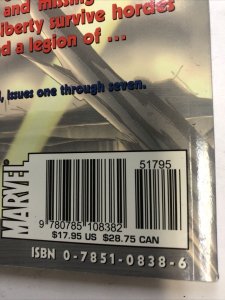 and missing
Liberty survive hordes
a legion of ...
, issues one through seven.
MARVEL®
51795
9 780785 108382
$17.95 US $28.75 CAN
ISBN 0-7851-0838-6